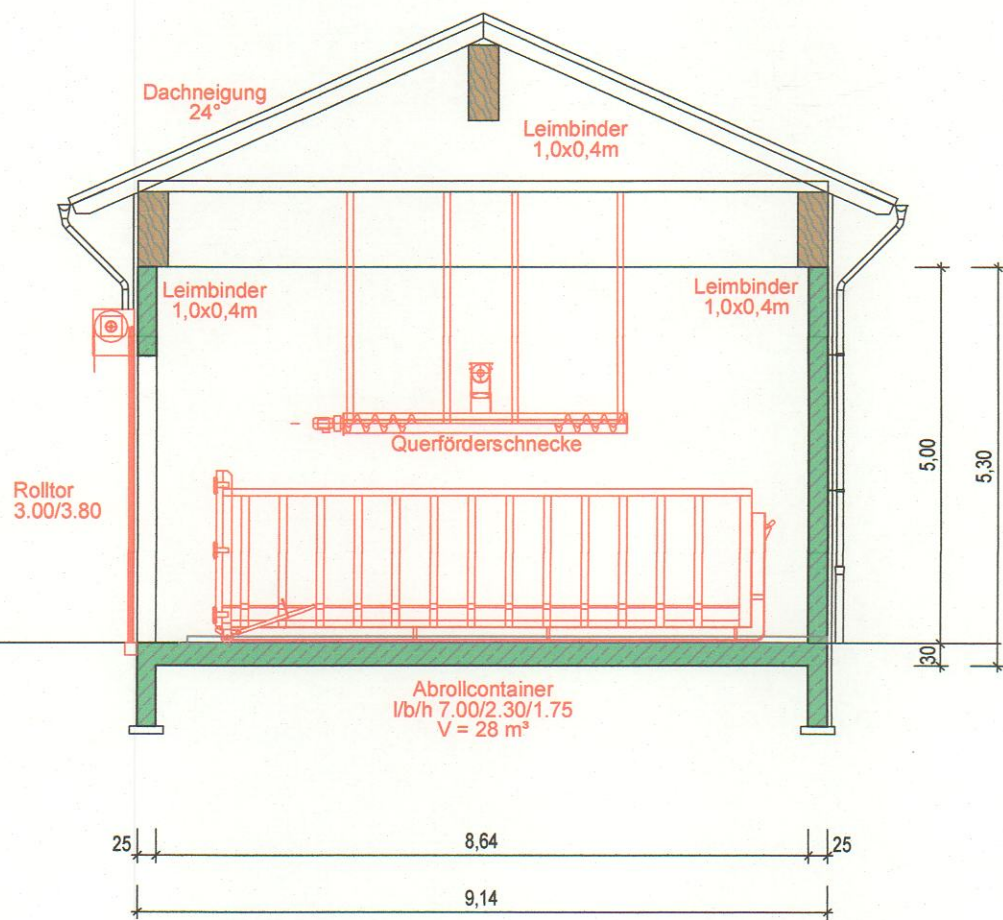 Dachneigung
24°
Leimbinder
1,0x0,4m
Leimbinder
1,0x0,4m
Leimbinder
1,0x0,4m
Querförderschnecke
Rolltor
3.00/3.80
5,00
5,30
30
Abrollcontainer
l/b/h 7.00/2.30/1.75
V = 28 m³
25
8,64
25
9,14